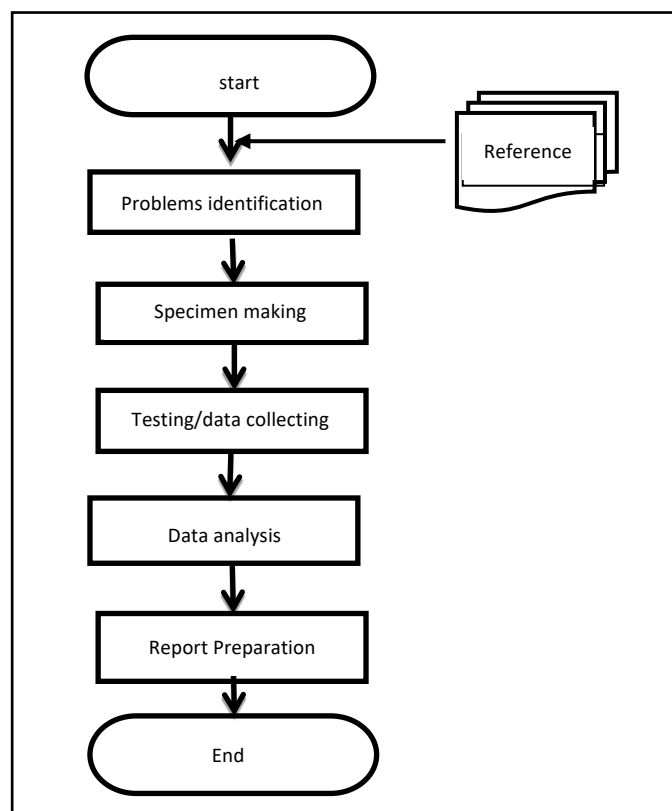 start
Reference
Problems identification
Specimen making
Testing/data collecting
Data analysis
Report Preparation
End